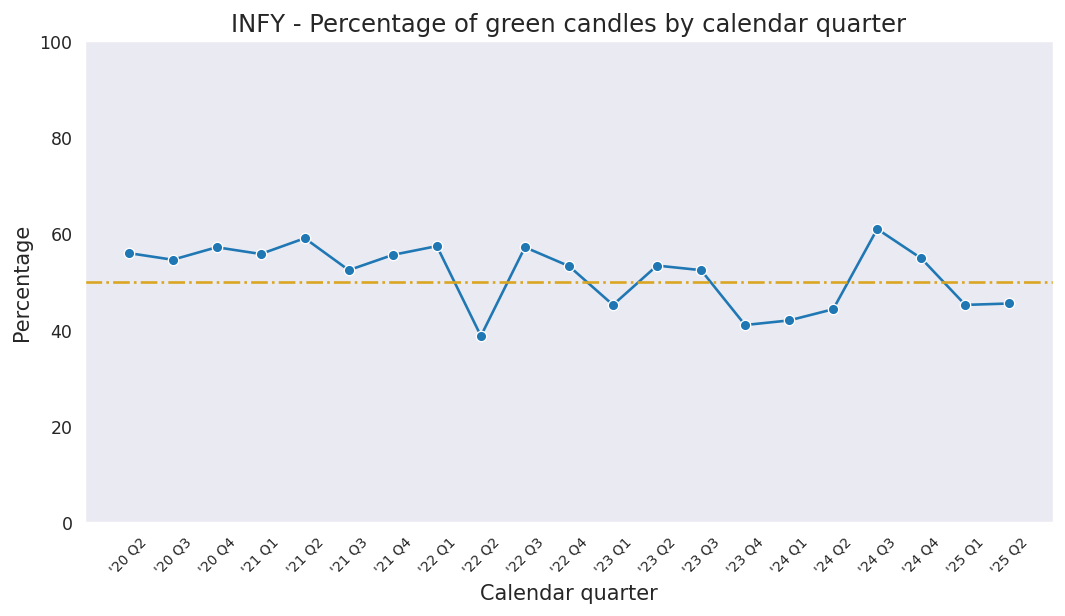 INFY - Percentage of green candles by calendar quarter
100
80
60
40
20
0
Percentage
'20 Q2
'20 Q3
'20 Q4
'21 Q1
'21 Q2
'21 Q3
'21 Q4
'22 Q1
'22 Q2
'22 Q3
'22 Q4
'23 Q1
'23 Q2
'23 Q3
'23 Q4
'24 Q1
'24 Q2
'24 Q3
'24 Q4
'25 Q1
'25 Q2
Calendar quarter